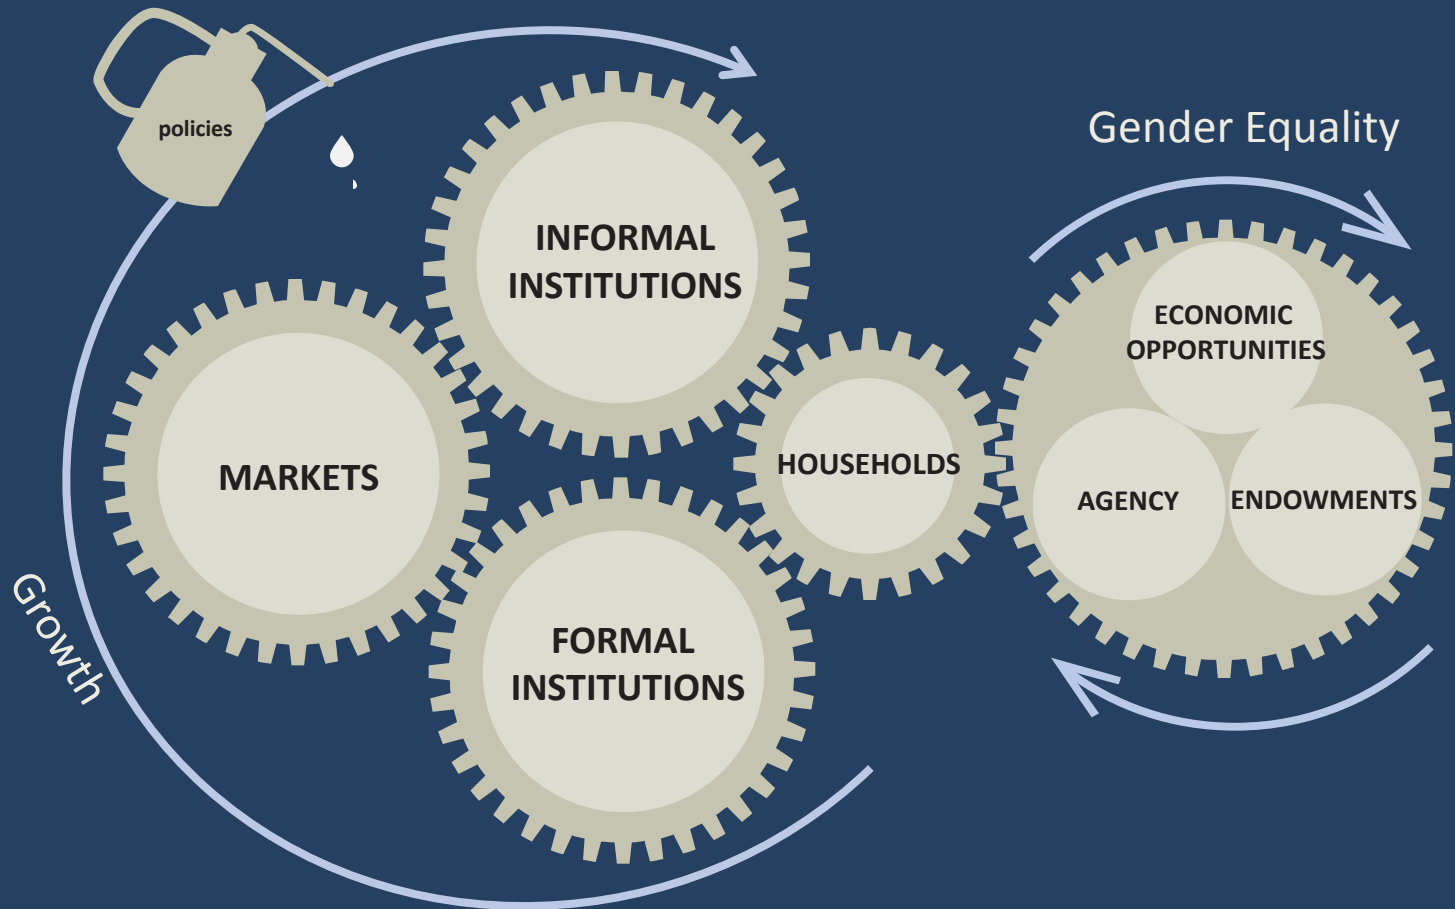 policies
Gender Equality
INFORMAL
INSTITUTIONS
ECONOMIC
OPPORTUNITIES
MARKETS
HOUSEHOLDS
AGENCY
ENDOWMENTS
Growth
FORMAL
INSTITUTIONS